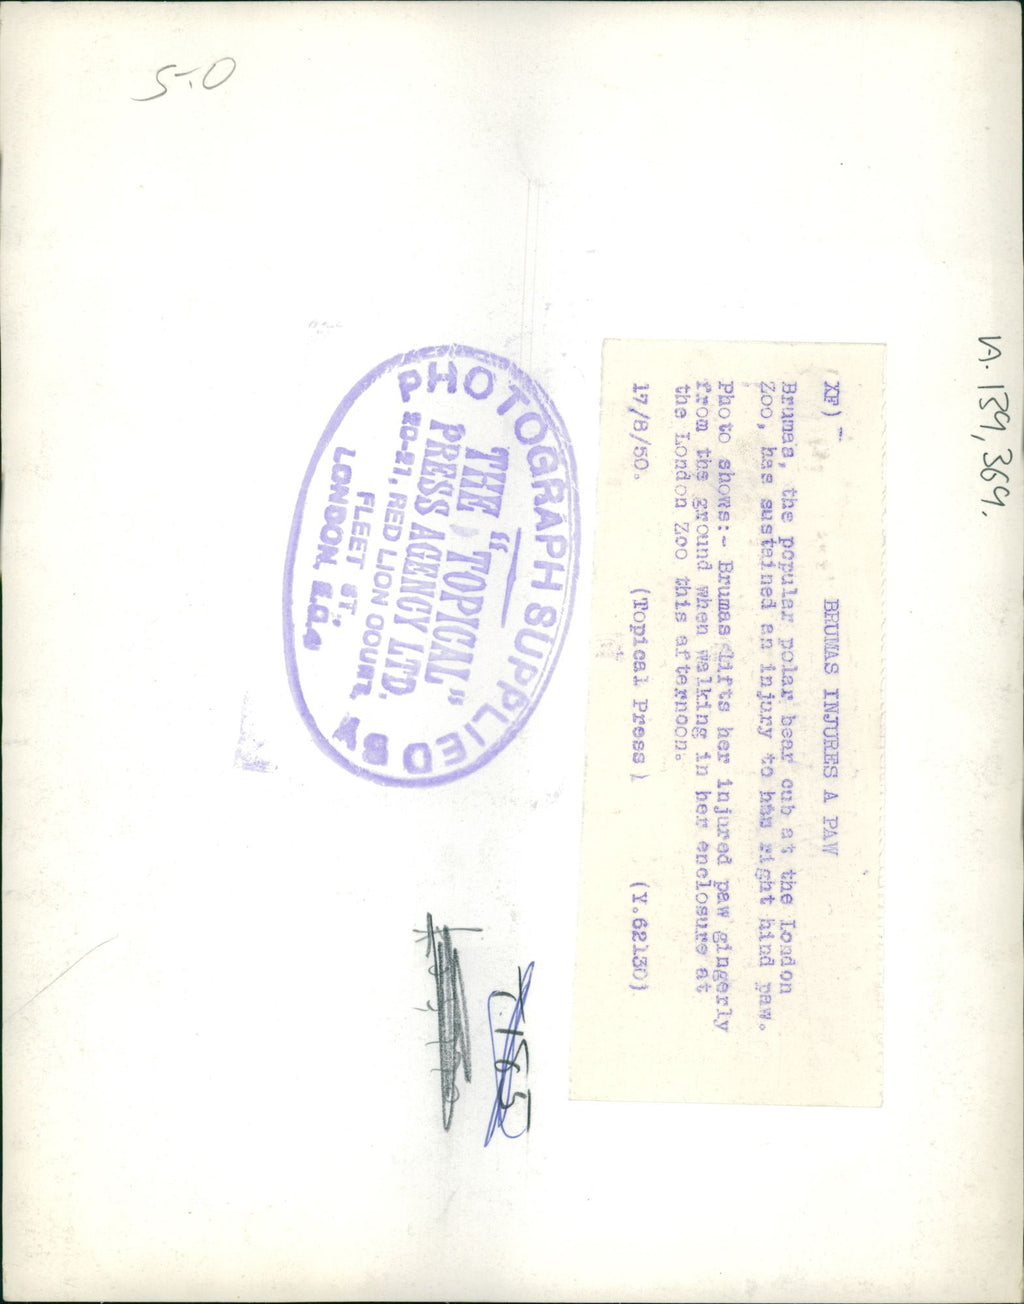 5.0
V. 139,369.
XF)
BRUMAS INJURES A PAW
Brumas, the popular polar bear cub at the London
Zoo, has sustained an injury to her right hind paw.
Photo shows:- Brumas lifts her injured paw gingerly
from the ground when walking in her enclosure at
the London Zoo this afternoon.
17/8/50. (Topical Press) (Y.62130)
PHOTOGRAPH SUPPLIED BY
THE "TOPICAL"
PRESS AGENCY LTD,
20-21, RED LION COURT,
FLEET ST.,
LONDON, E.C.4